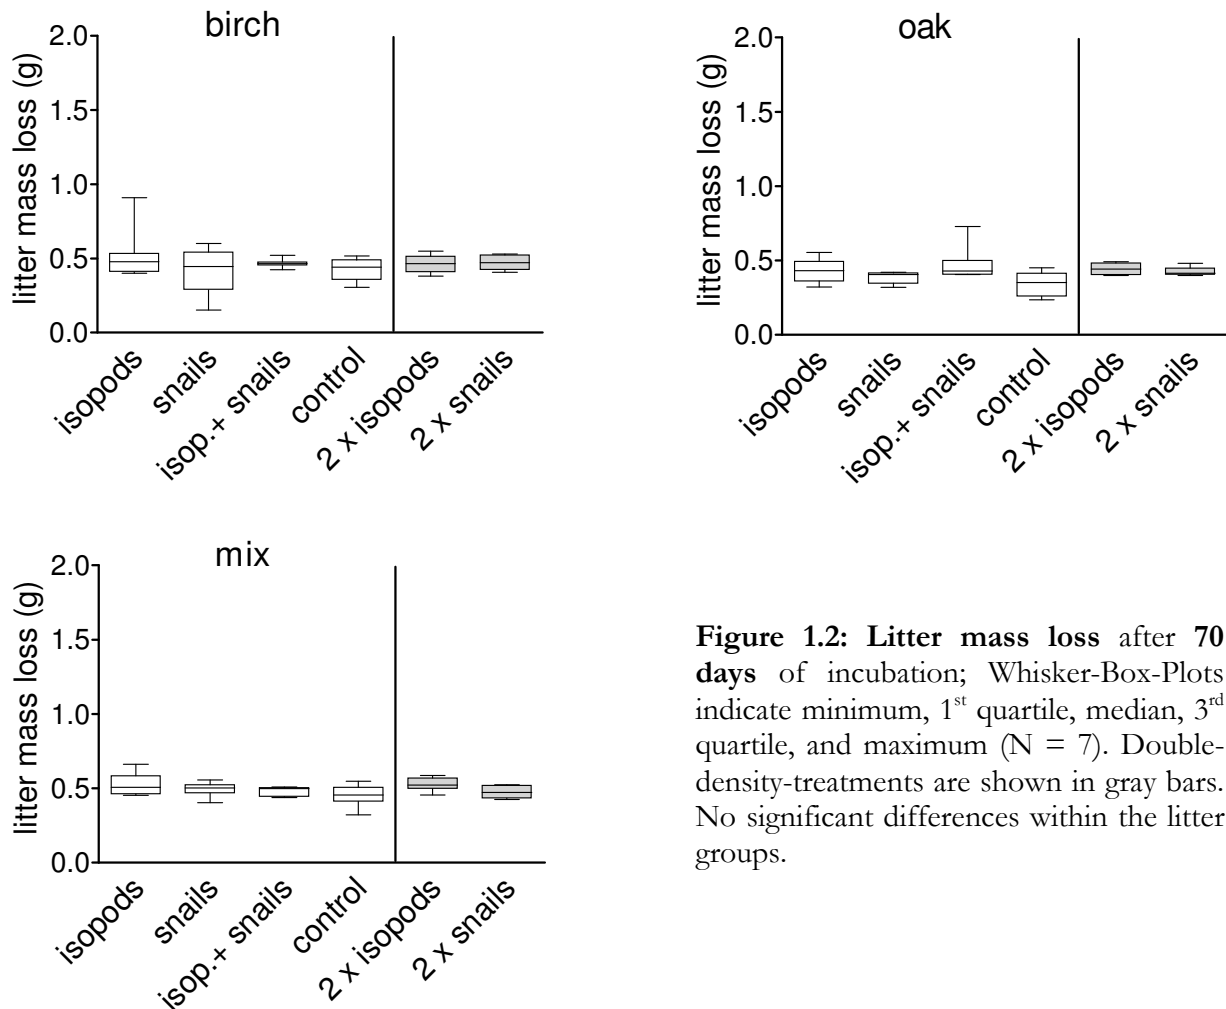 birch
litter mass loss (g)
2.0
1.5
1.0
0.5
0.0
isopods
snails
isop.+ snails
control
2 x isopods
2 x snails
oak
litter mass loss (g)
2.0
1.5
1.0
0.5
0.0
isopods
snails
isop.+ snails
control
2 x isopods
2 x snails
mix
litter mass loss (g)
2.0
1.5
1.0
0.5
0.0
isopods
snails
isop.+ snails
control
2 x isopods
2 x snails
Figure 1.2: Litter mass loss after 70
days of incubation; Whisker-Box-Plots
indicate minimum, 1st quartile, median, 3rd
quartile, and maximum (N = 7). Double-
density-treatments are shown in gray bars.
No significant differences within the litter
groups.